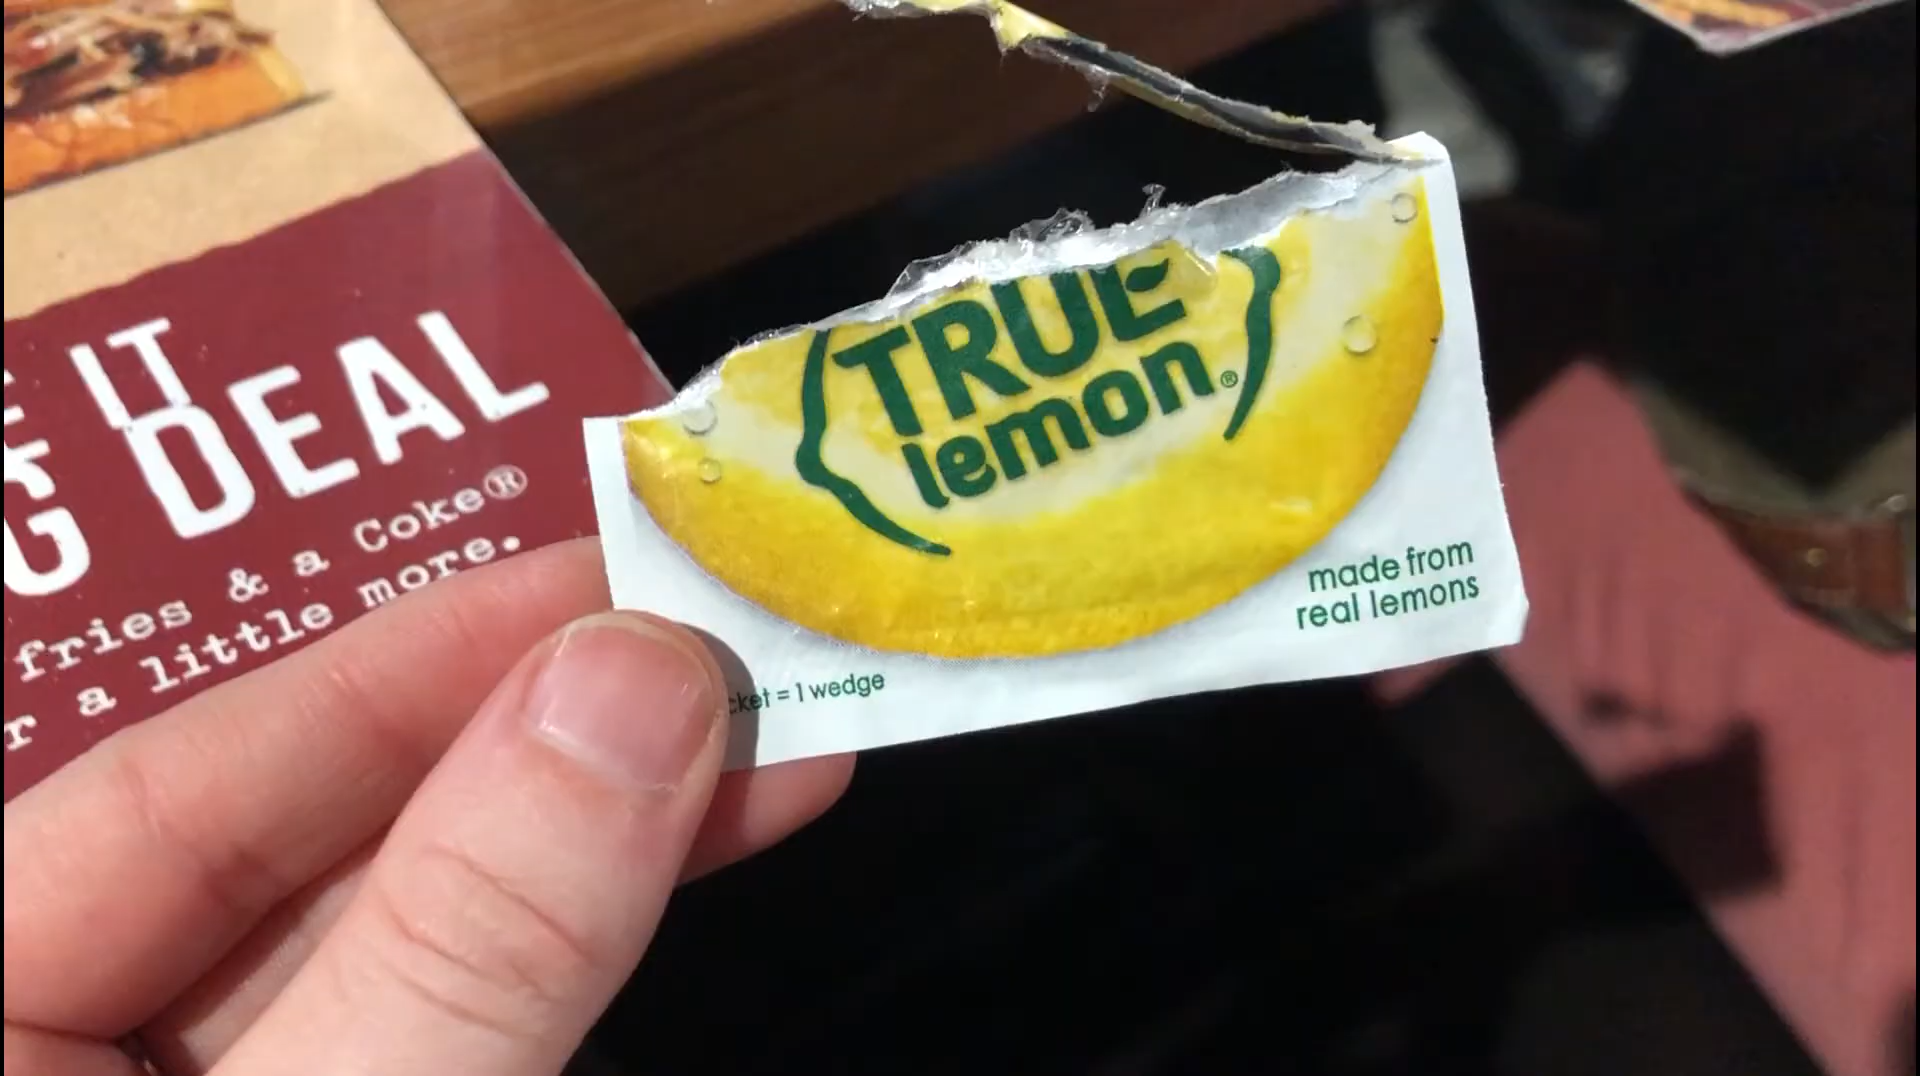 IT
G DEAL
fries & a Coke®
r a little more.
TRUE
lemon®
made from
real lemons
cket = 1 wedge